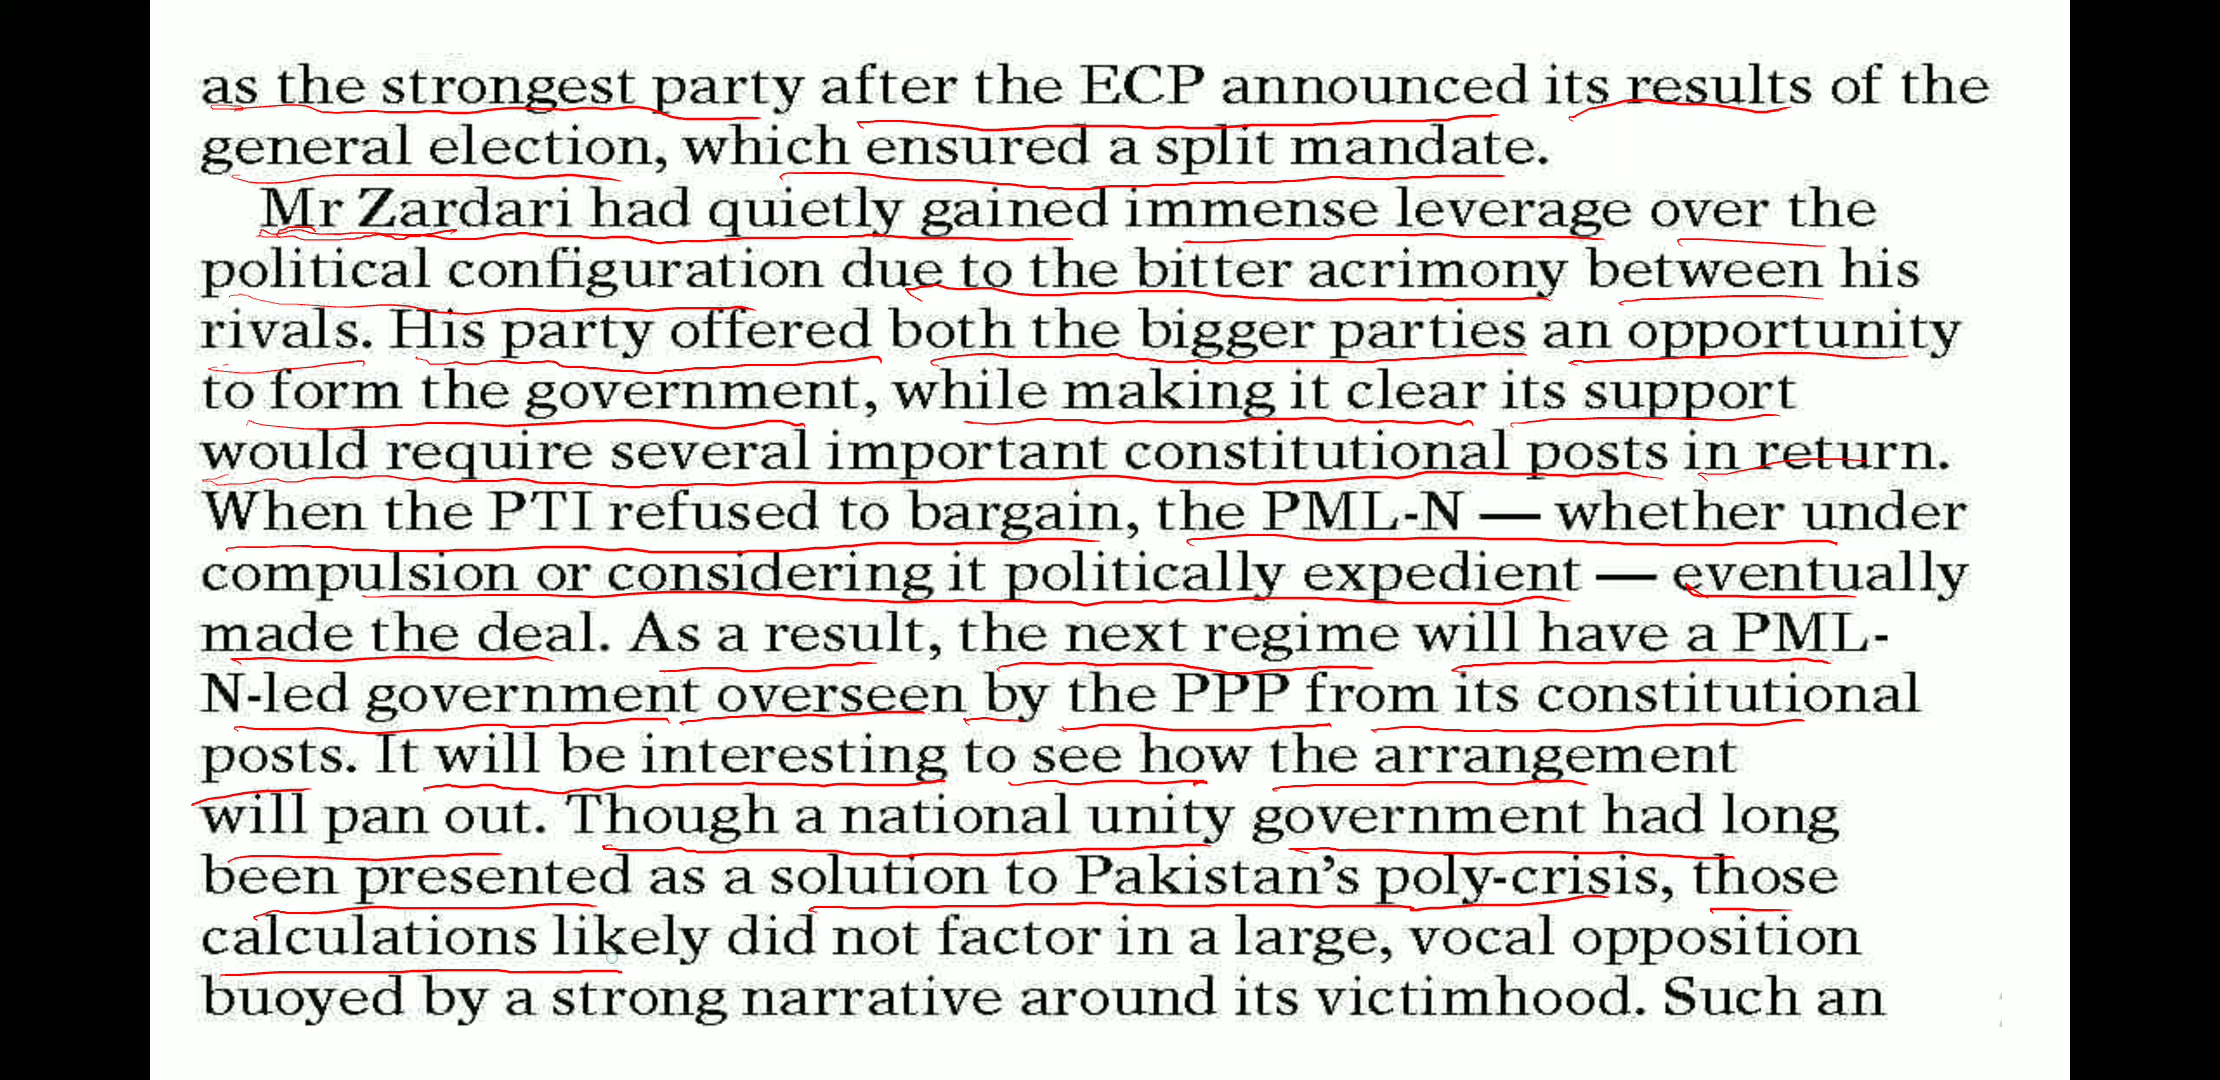 as the strongest party after the ECP announced its results of the
general election, which ensured a split mandate.
Mr Zardari had quietly gained immense leverage over the
political configuration due to the bitter acrimony between his
rivals. His party offered both the bigger parties an opportunity
to form the government, while making it clear its support
would require several important constitutional posts in return.
When the PTI refused to bargain, the PML-N — whether under
compulsion or considering it politically expedient — eventually
made the deal. As a result, the next regime will have a PML-
N-led government overseen by the PPP from its constitutional
posts. It will be interesting to see how the arrangement
will pan out. Though a national unity government had long
been presented as a solution to Pakistan’s poly-crisis, those
calculations likely did not factor in a large, vocal opposition
buoyed by a strong narrative around its victimhood. Such an